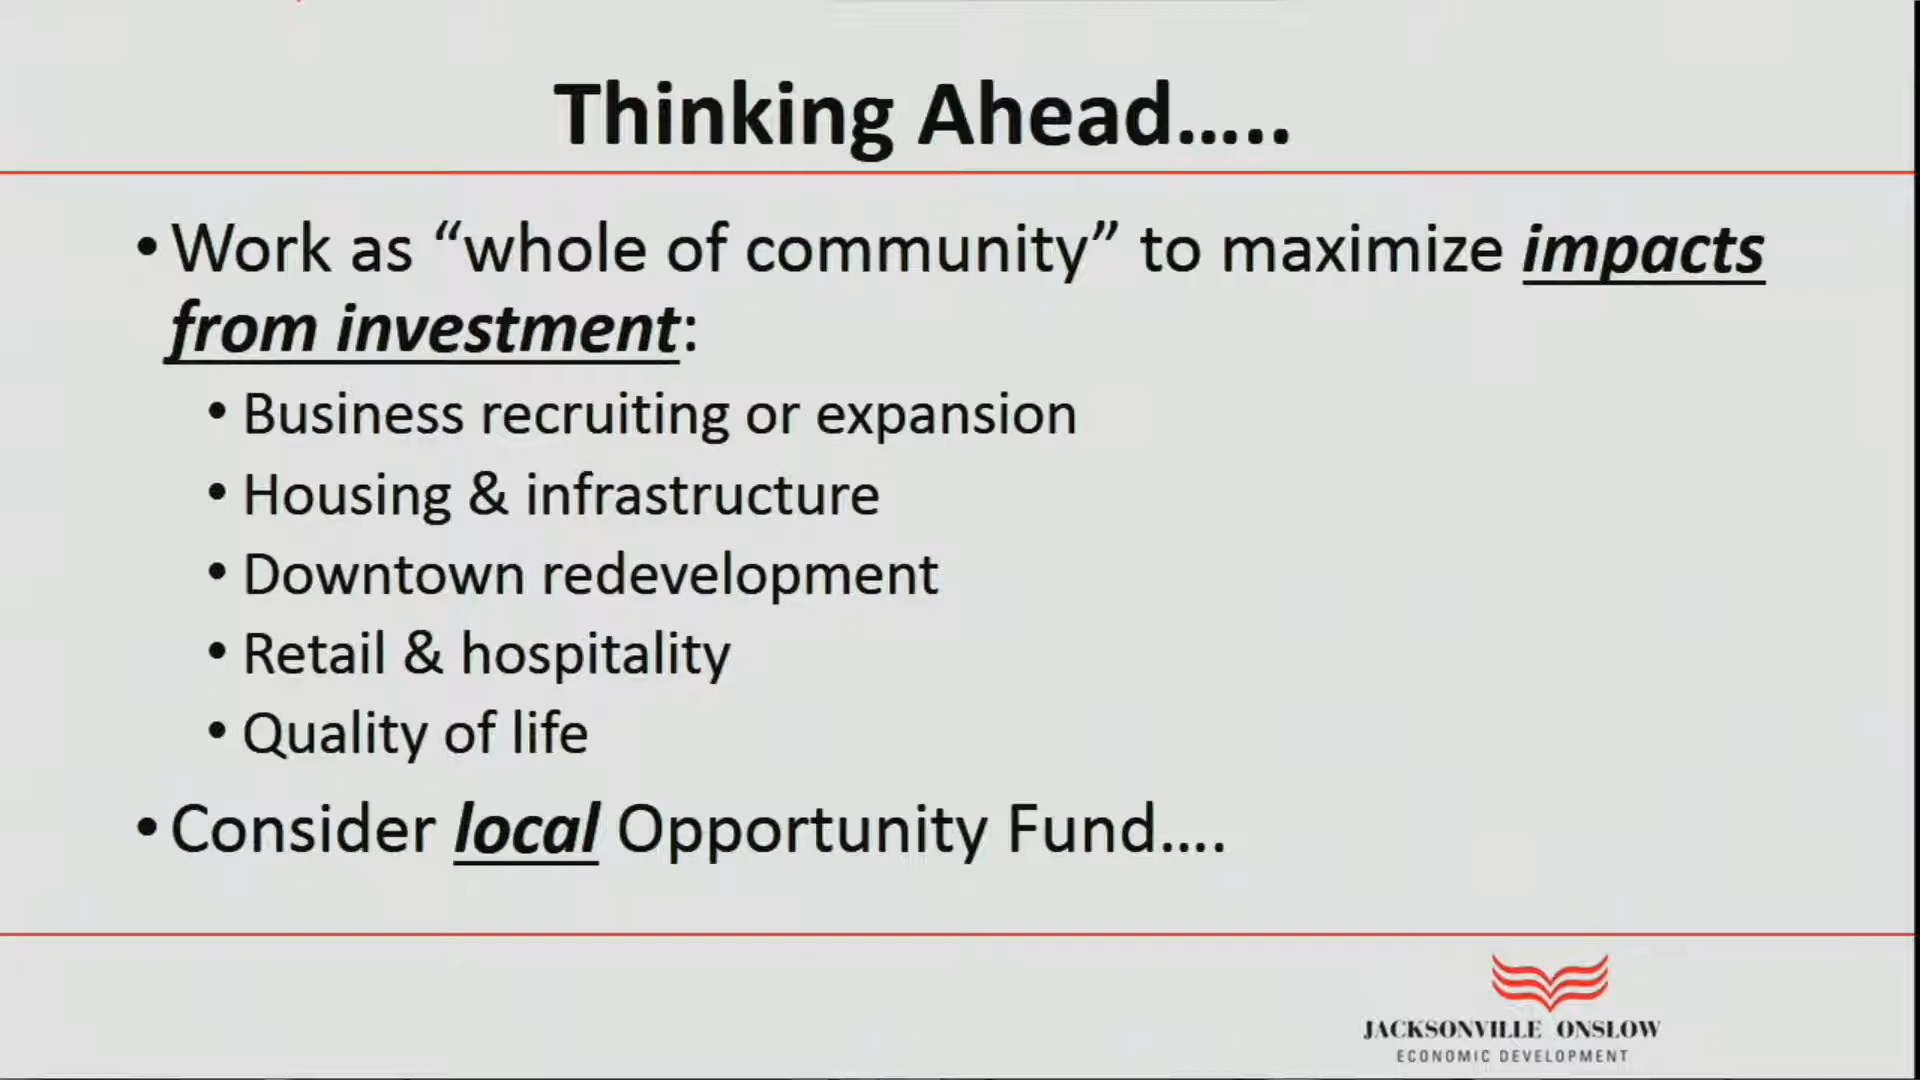 Thinking Ahead.....
• Work as “whole of community” to maximize impacts
from investment:
• Business recruiting or expansion
• Housing & infrastructure
• Downtown redevelopment
• Retail & hospitality
• Quality of life
• Consider local Opportunity Fund....
JACKSONVILLE ONSLOW
ECONOMIC DEVELOPMENT